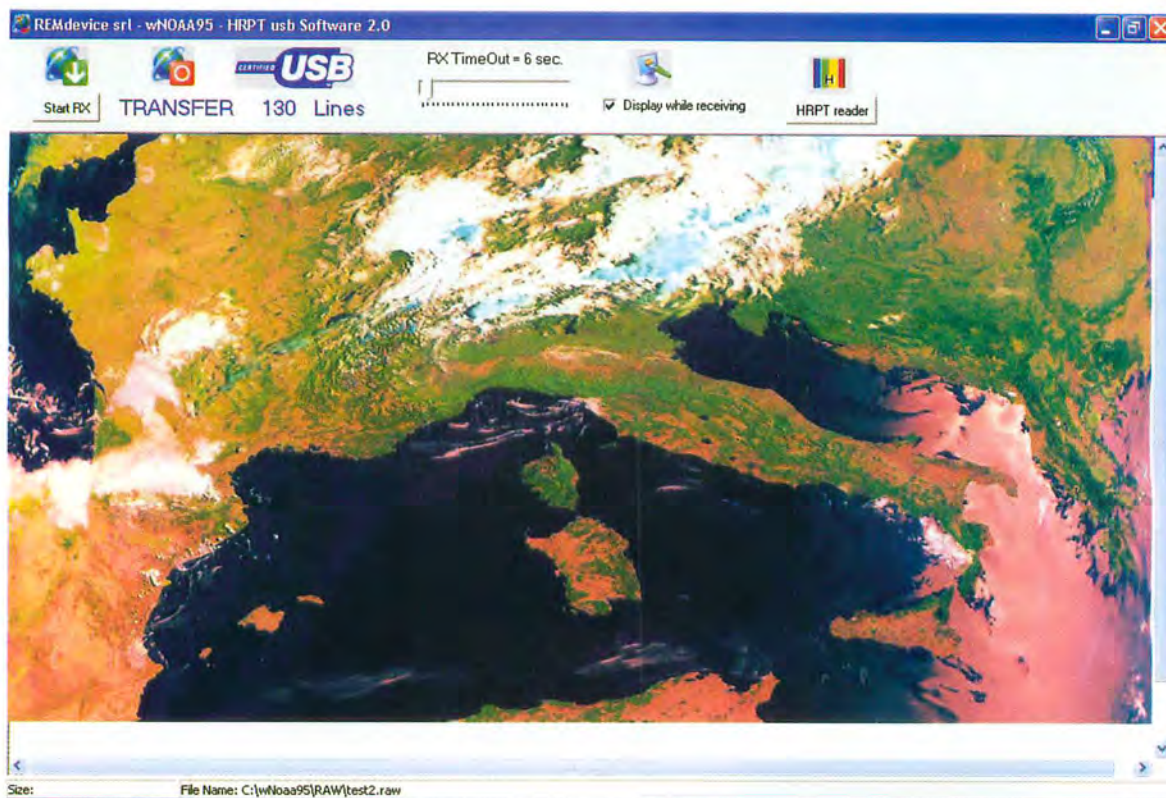 REMdevice srl - wNOAA95 - HRPT usb Software 2.0
RX TimeOut = 6 sec.
CERTIFIED USB
Start RX
TRANSFER 130 Lines
Display while receiving
H
HRPT reader
Size:
File Name: C:\wNoaa95\RAW\test2.raw